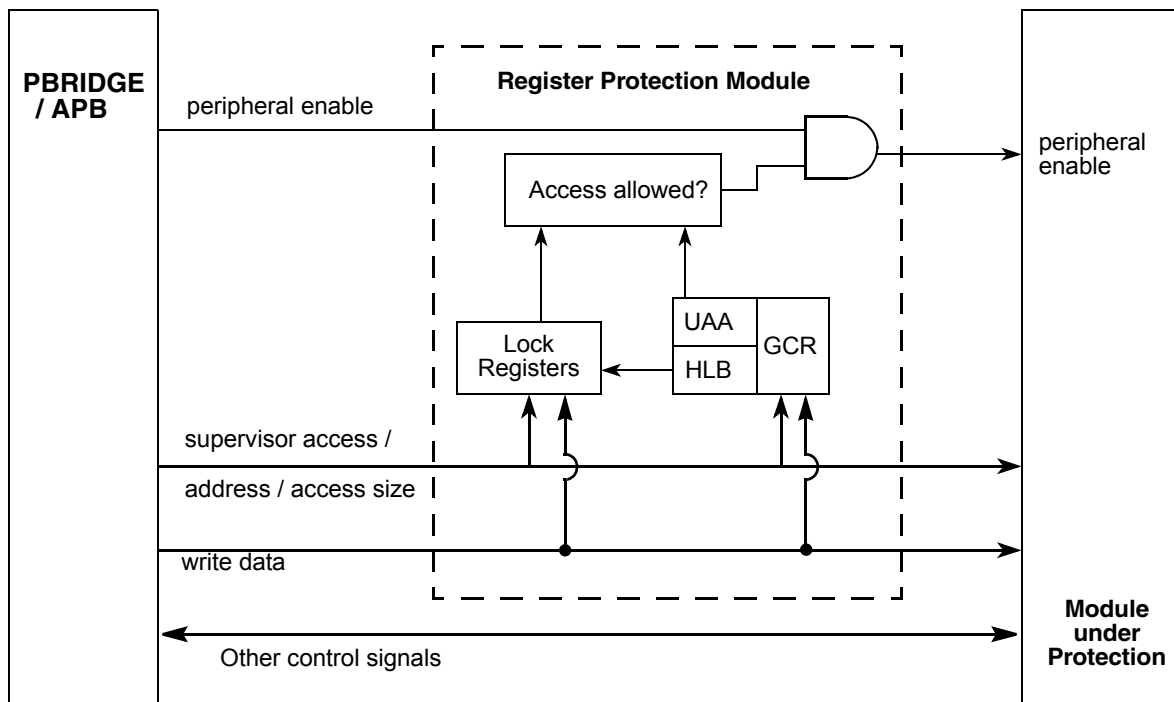 PBRIDGE
/ APB
Register Protection Module
peripheral enable
peripheral
enable
Access allowed?
UAA
GCR
HLB
Lock
Registers
supervisor access /
address / access size
write data
Other control signals
Module
under
Protection